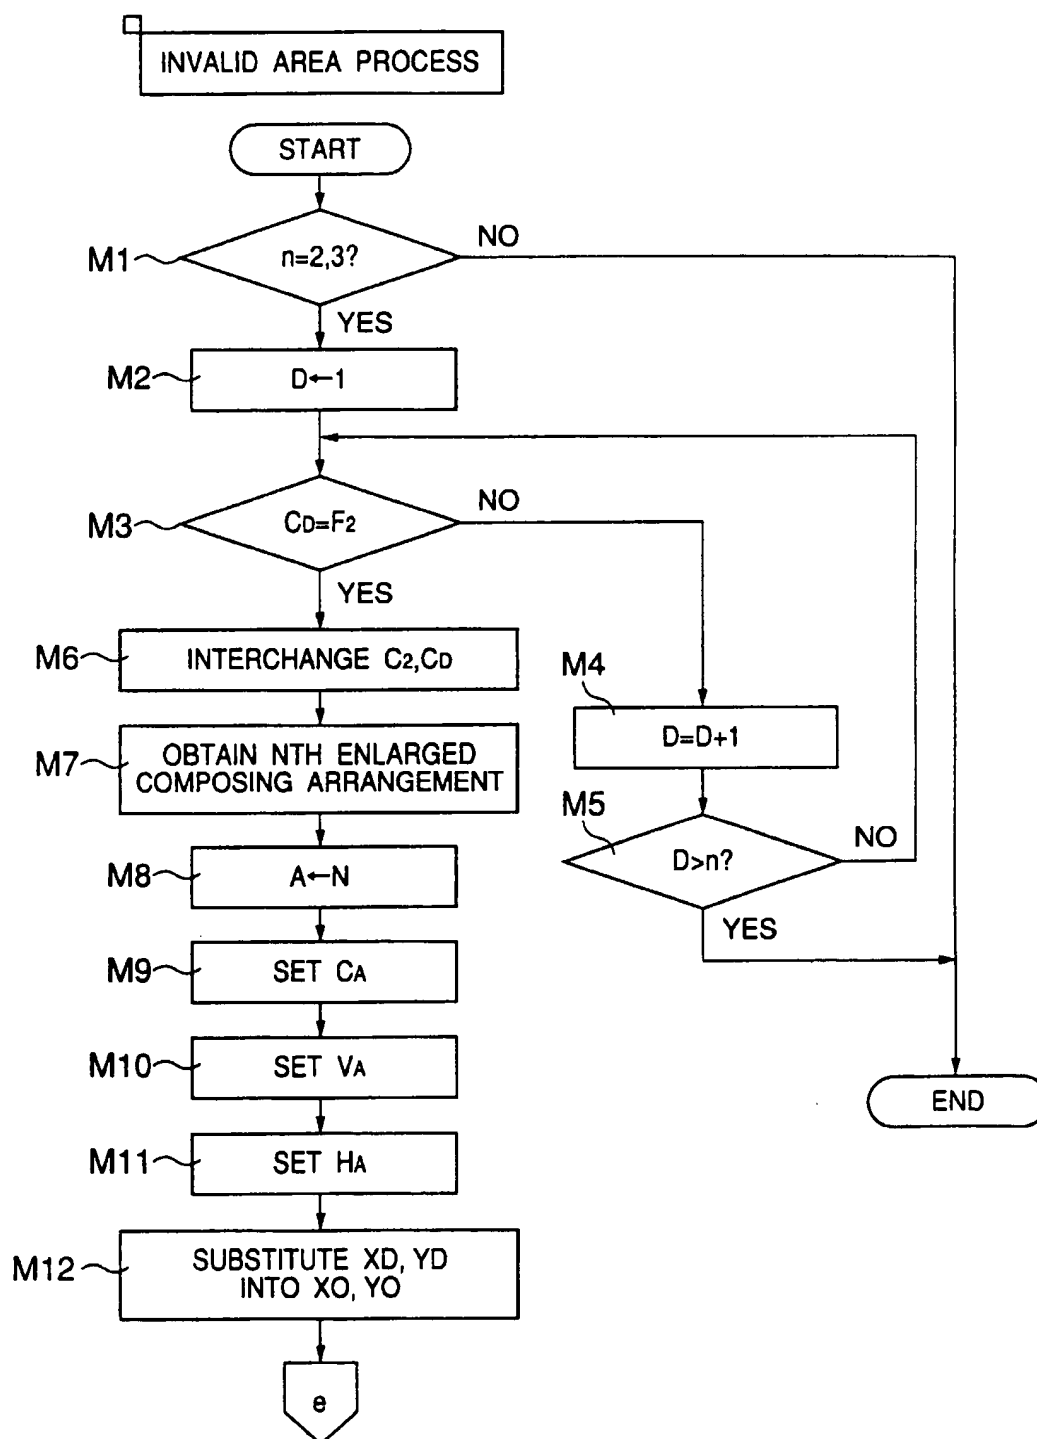 INVALID AREA PROCESS
START
M1
n=2,3?
NO
YES
M2
D←1
M3
CD=F2
NO
YES
M6
INTERCHANGE C2,CD
M4
D=D+1
M7
OBTAIN NTH ENLARGED
COMPOSING ARRANGEMENT
M5
D>n?
NO
YES
M8
A←N
M9
SET CA
M10
SET VA
END
M11
SET HA
M12
SUBSTITUTE XD, YD
INTO XO, YO
e